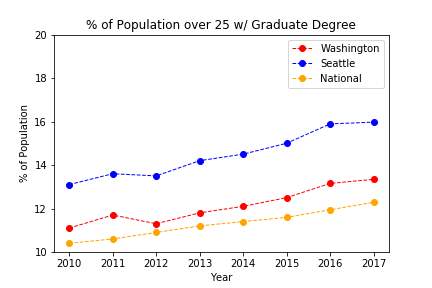 % of Population over 25 w/ Graduate Degree
20
18
16
14
12
10
% of Population
Washington
Seattle
National
2010 2011 2012 2013 2014 2015 2016 2017
Year